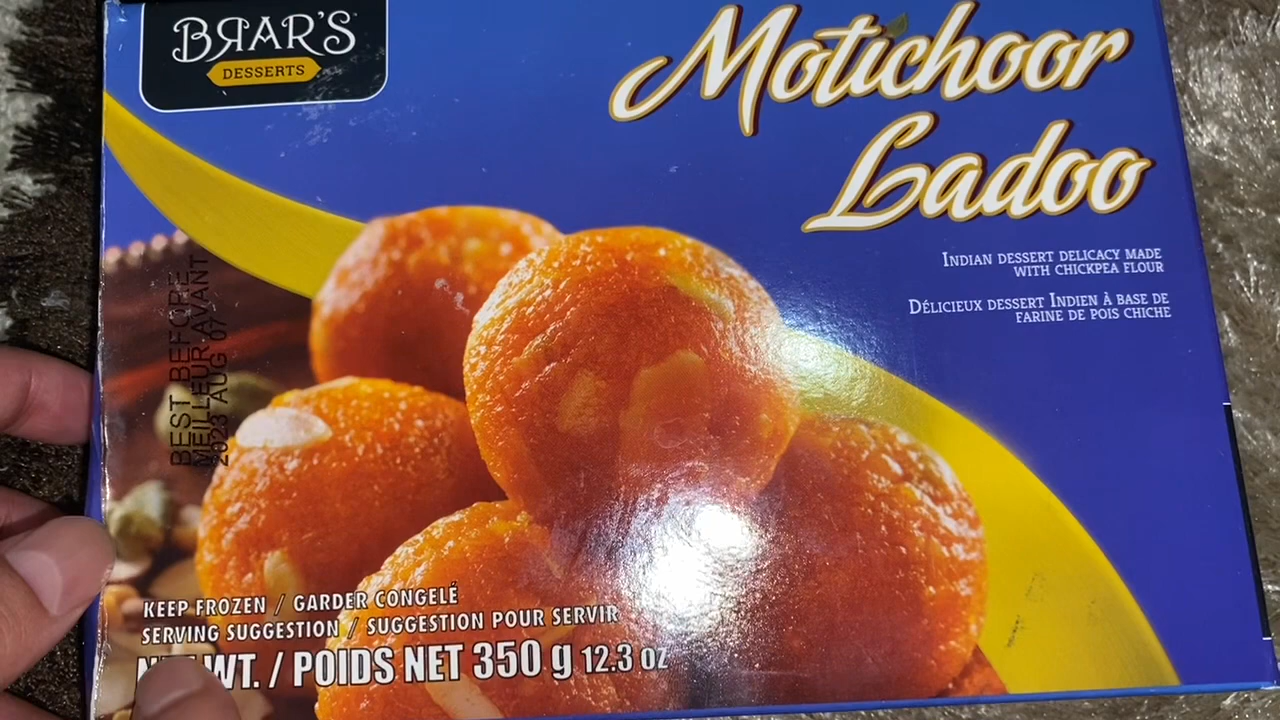 BRAR'S
DESSERTS
Motichoor
Ladoo
INDIAN DESSERT DELICACY MADE
WITH CHICKPEA FLOUR
DÉLICIEUX DESSERT INDIEN À BASE DE
FARINE DE POIS CHICHE
BEST BEFORE
MEILLEUR AVANT
2023 AUG 07
KEEP FROZEN / GARDER CONGELÉ
SERVING SUGGESTION / SUGGESTION POUR SERVIR
WT. / POIDS NET 350 g 12.3 oz